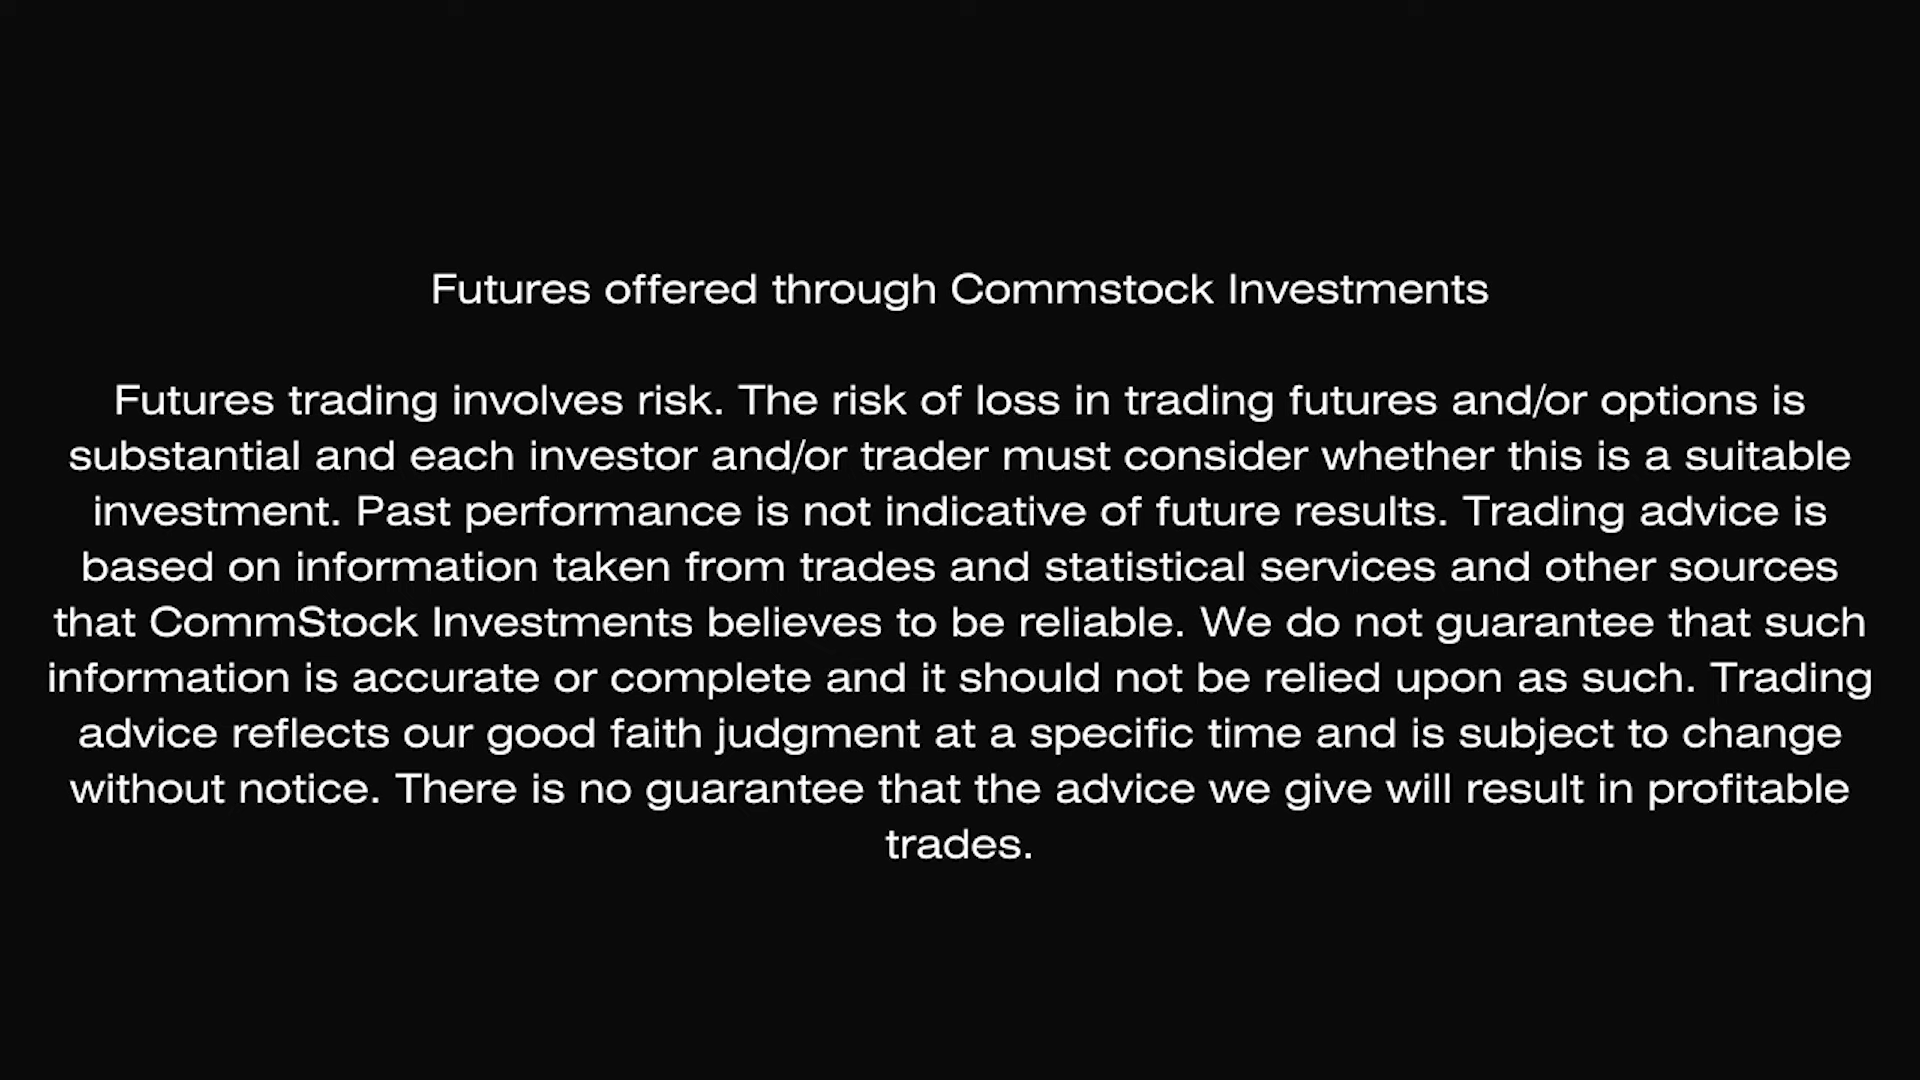 Futures offered through Commstock Investments
Futures trading involves risk. The risk of loss in trading futures and/or options is
substantial and each investor and/or trader must consider whether this is a suitable
investment. Past performance is not indicative of future results. Trading advice is
based on information taken from trades and statistical services and other sources
that CommStock Investments believes to be reliable. We do not guarantee that such
information is accurate or complete and it should not be relied upon as such. Trading
advice reflects our good faith judgment at a specific time and is subject to change
without notice. There is no guarantee that the advice we give will result in profitable
trades.